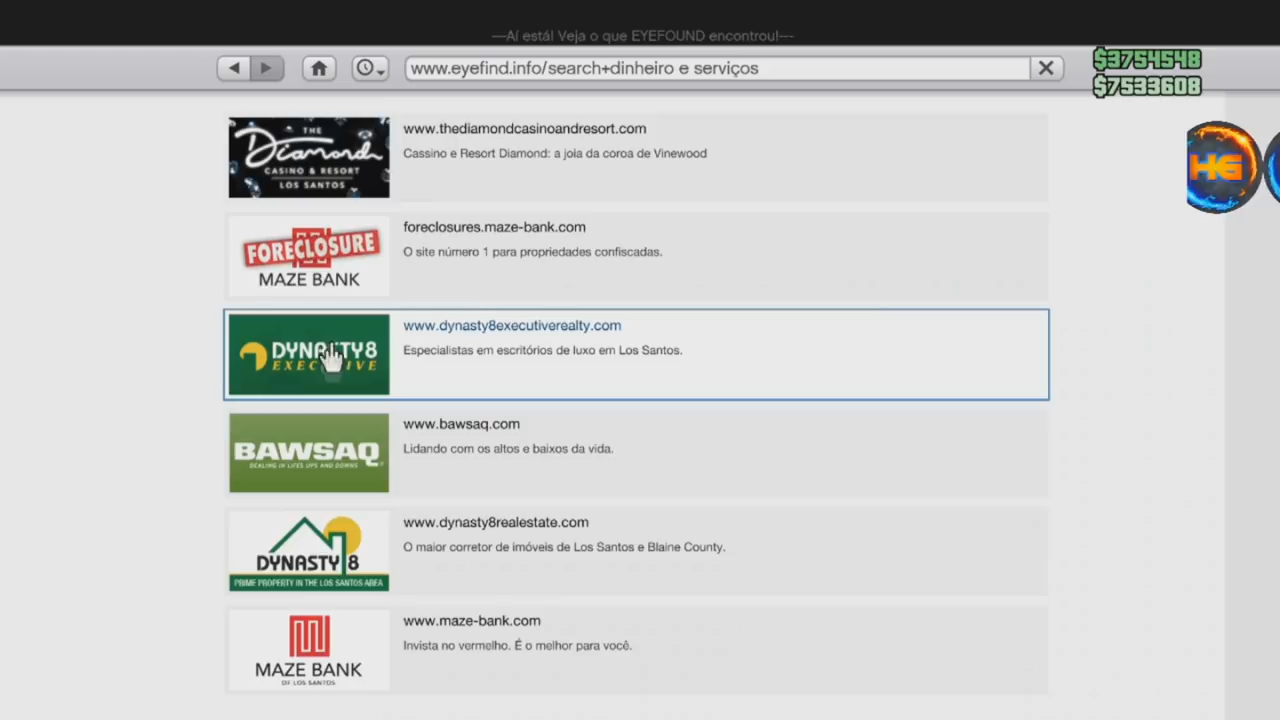 —Aí está! Veja o que EYEFOUND encontrou!—
www.eyefind.info/search+dinheiro e serviços
$3754548
$7533608
HG
THE
Diamond
CASINO & RESORT
LOS SANTOS
www.thediamondcasinoandresort.com
Cassino e Resort Diamond: a joia da coroa de Vinewood
FORECLOSURE
MAZE BANK
foreclosures.maze-bank.com
O site número 1 para propriedades confiscadas.
DYNASTY8
EXECUTIVE
www.dynasty8executiverealty.com
Especialistas em escritórios de luxo em Los Santos.
BAWSAQ
DEALING IN LIFES UPS AND DOWNS
www.bawsaq.com
Lidando com os altos e baixos da vida.
DYNASTY 8
PRIME PROPERTY IN THE LOS SANTOS AREA
www.dynasty8realestate.com
O maior corretor de imóveis de Los Santos e Blaine County.
MAZE BANK
OF LOS SANTOS
www.maze-bank.com
Invista no vermelho. É o melhor para você.